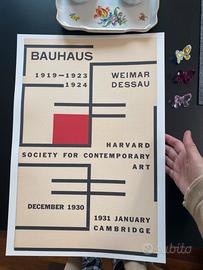 BAUHAUS
1919—1923 WEIMAR
1924 DESSAU
HARVARD
SOCIETY FOR CONTEMPORARY
ART
DECEMBER 1930
1931 JANUARY
CAMBRIDGE
subito